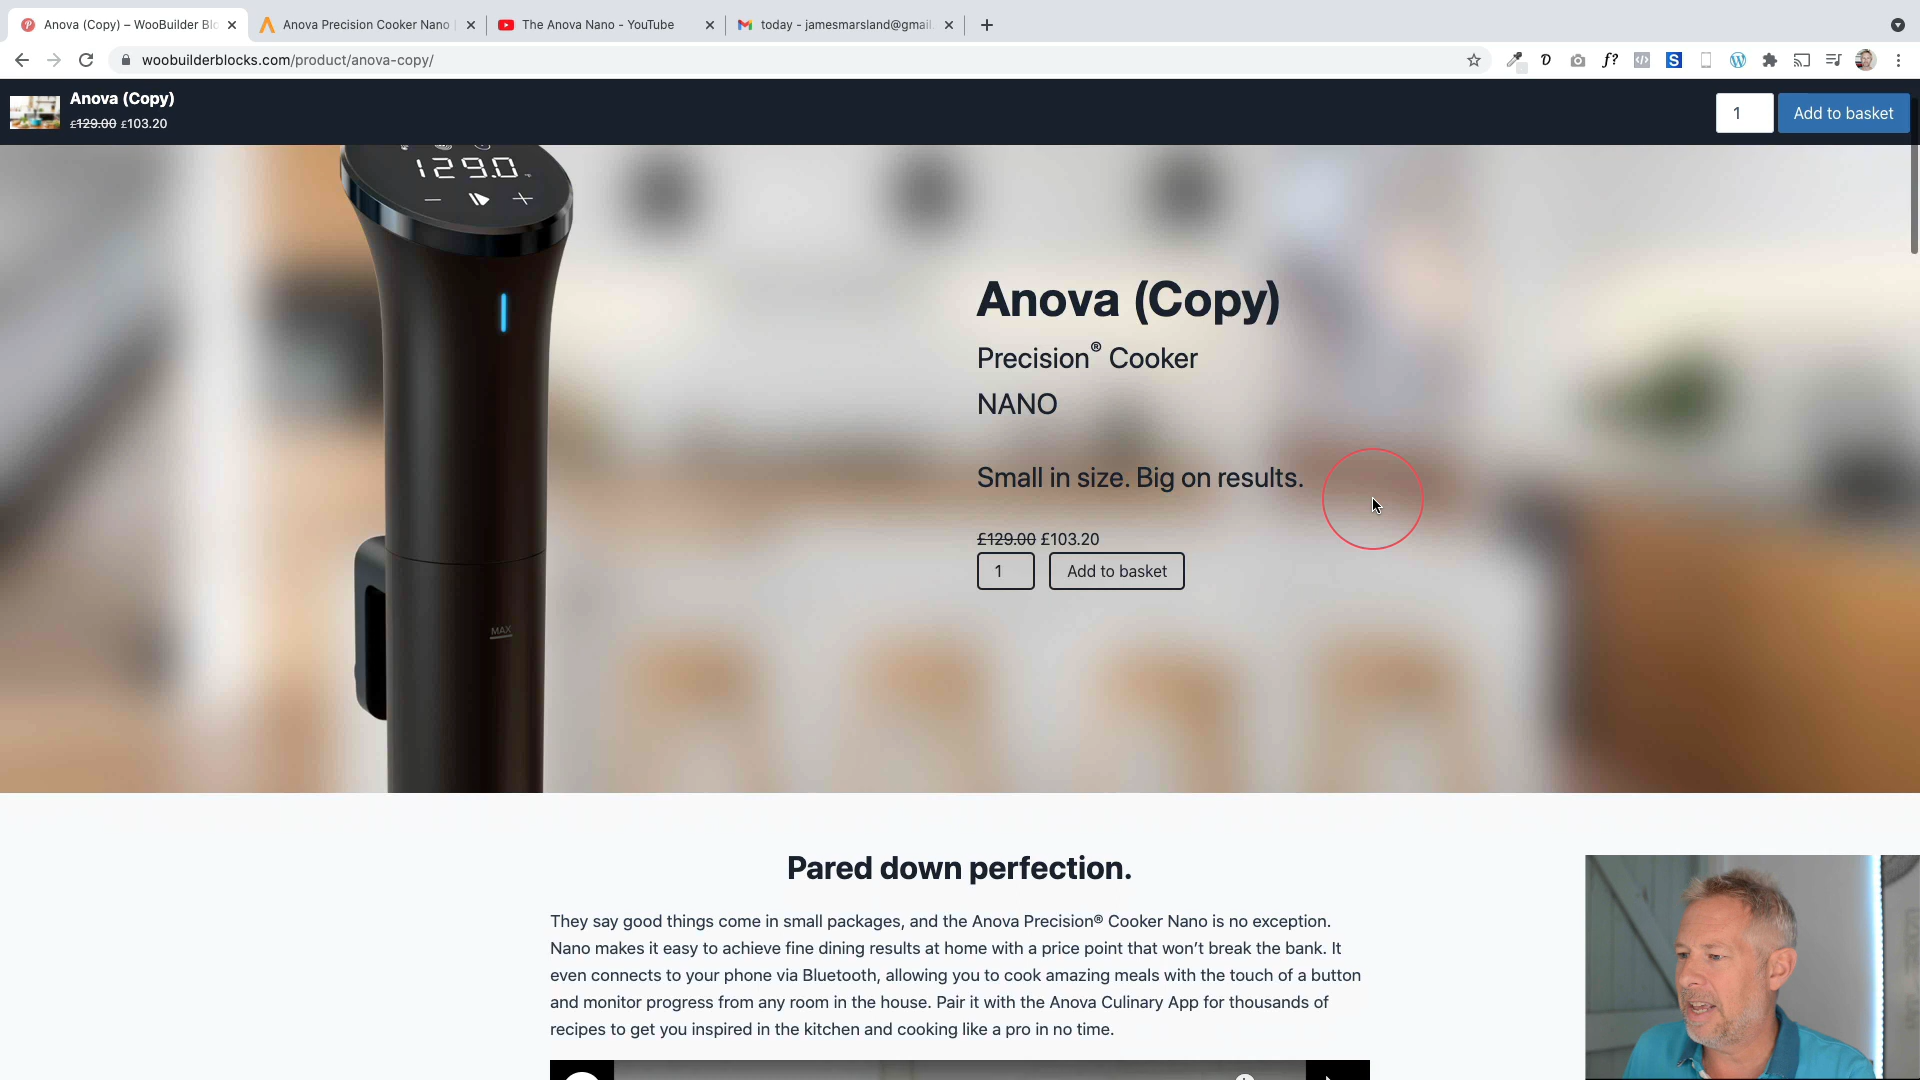 Anova (Copy) – WooBuilder Blo
Anova Precision Cooker Nano |
The Anova Nano - YouTube
today - jamesmarsland@gmail.
woobuilderblocks.com/product/anova-copy/
Anova (Copy)
£129.00 £103.20
1
Add to basket
129.0
Anova (Copy)
Precision® Cooker
NANO
Small in size. Big on results.
£129.00 £103.20
1
Add to basket
MAX
Pared down perfection.
They say good things come in small packages, and the Anova Precision® Cooker Nano is no exception.
Nano makes it easy to achieve fine dining results at home with a price point that won’t break the bank. It
even connects to your phone via Bluetooth, allowing you to cook amazing meals with the touch of a button
and monitor progress from any room in the house. Pair it with the Anova Culinary App for thousands of
recipes to get you inspired in the kitchen and cooking like a pro in no time.